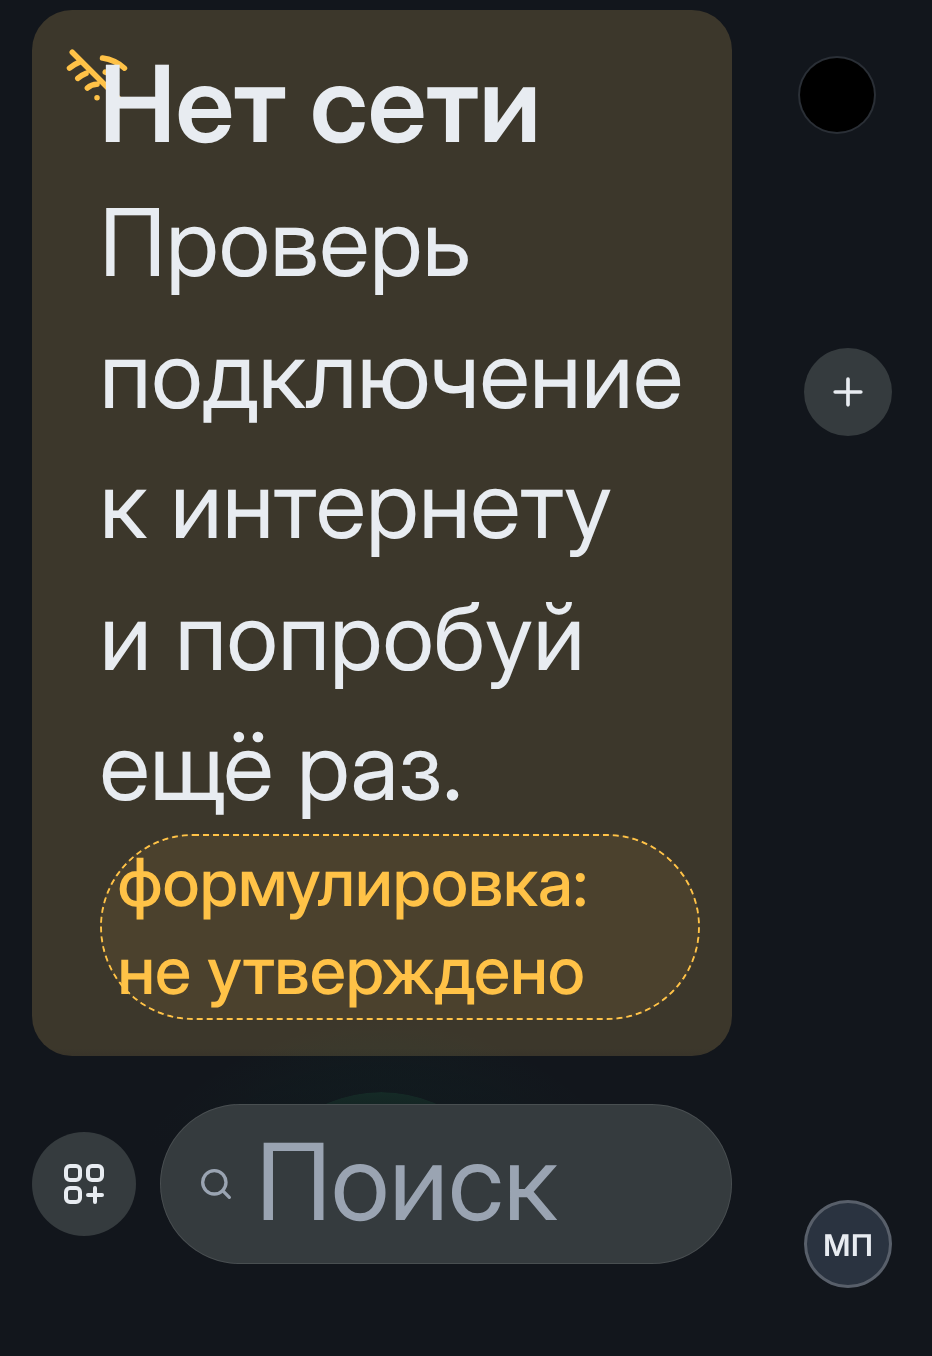 Нет сети
Проверь
подключение
к интернету
и попробуй
ещё раз.
формулировка:
не утверждено
Поиск
МП